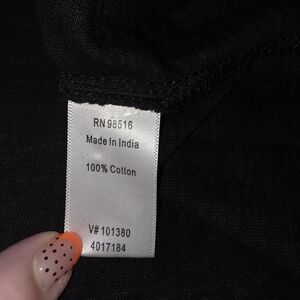 RN 98516
Made In India
100% Cotton
V# 101380
4017184